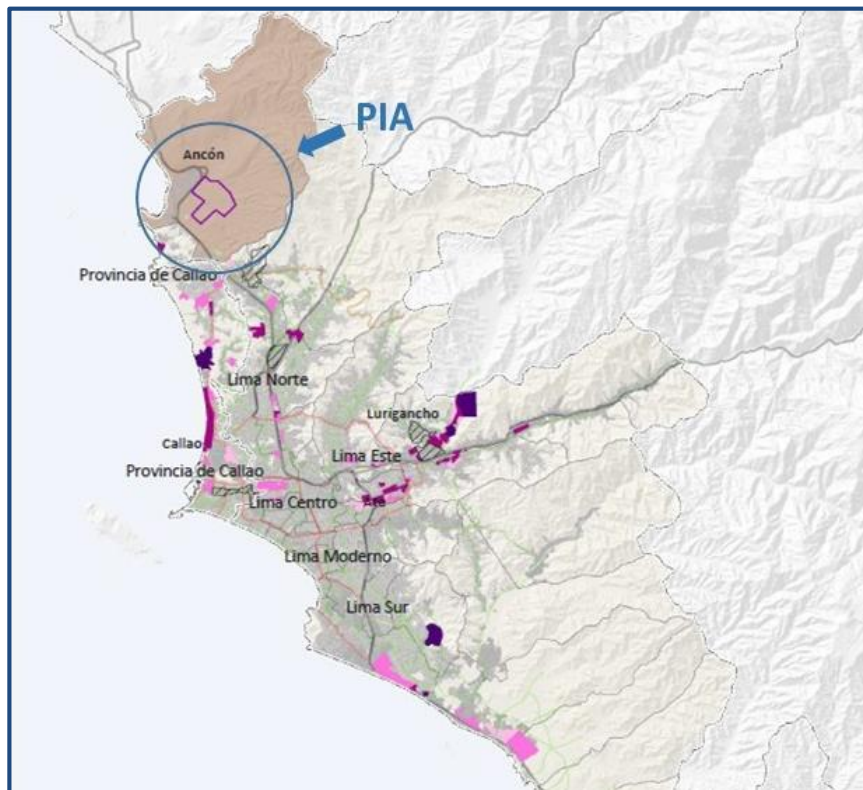 PIA
Ancón
Provincia de Callao
Lima Norte
Lurigancho
Callao
Lima Este
Provincia de Callao
Lima Centro
Ate
Lima Moderno
Lima Sur